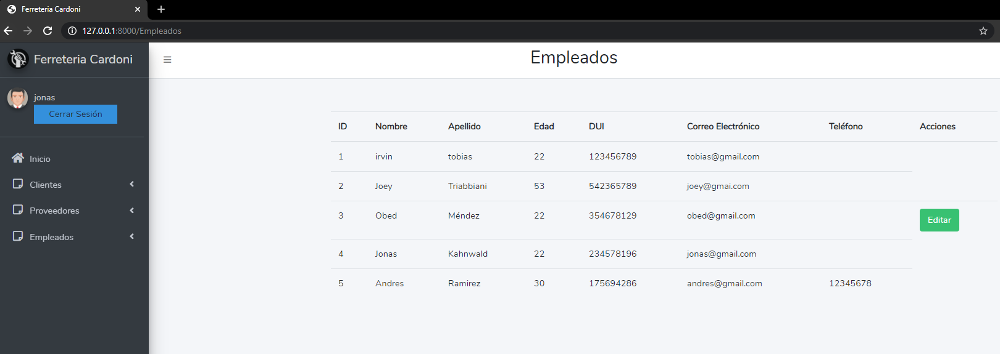 Ferreteria Cardoni
127.0.0.1:8000/Empleados
Ferreteria Cardoni
Empleados
jonas
Cerrar Sesión
Inicio
Clientes
Proveedores
Empleados
ID Nombre Apellido Edad DUI Correo Electrónico Teléfono Acciones
1 irvin tobias 22 123456789 tobias@gmail.com
2 Joey Triabbiani 53 542365789 joey@gmai.com
3 Obed Méndez 22 354678129 obed@gmail.com Editar
4 Jonas Kahnwald 22 234578196 jonas@gmail.com
5 Andres Ramirez 30 175694286 andres@gmail.com 12345678